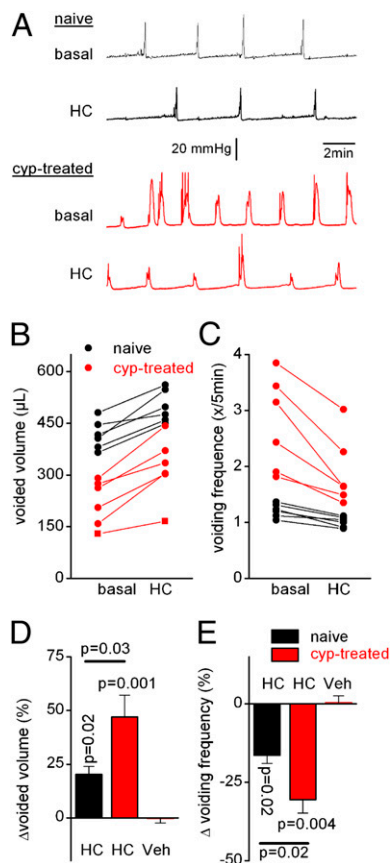 A
naive
basal
HC
20 mmHg
2min
cyp-treated
basal
HC
B
C
naive
cyp-treated
voided volume (µL)
600
450
300
150
0
basal HC
voiding frequency (x/5min)
4
3
2
1
0
basal HC
D
E
naive
cyp-treated
Δvoided volume (%)
75
50
25
0
p=0.03
p=0.001
p=0.02
HC HC Veh
Δ voiding frequency (%)
0
-25
-50
HC HC Veh
p=0.02
p=0.004
p=0.02